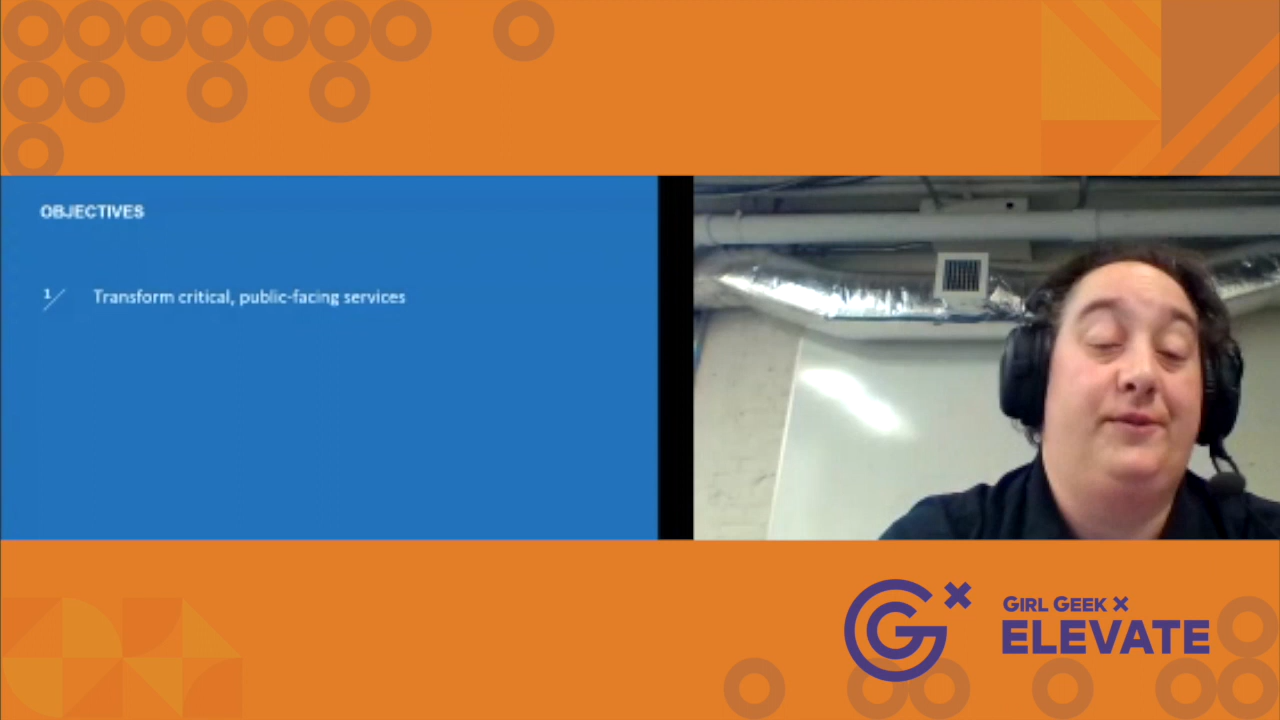 OBJECTIVES
1/ Transform critical, public-facing services
GIRL GEEK X
ELEVATE